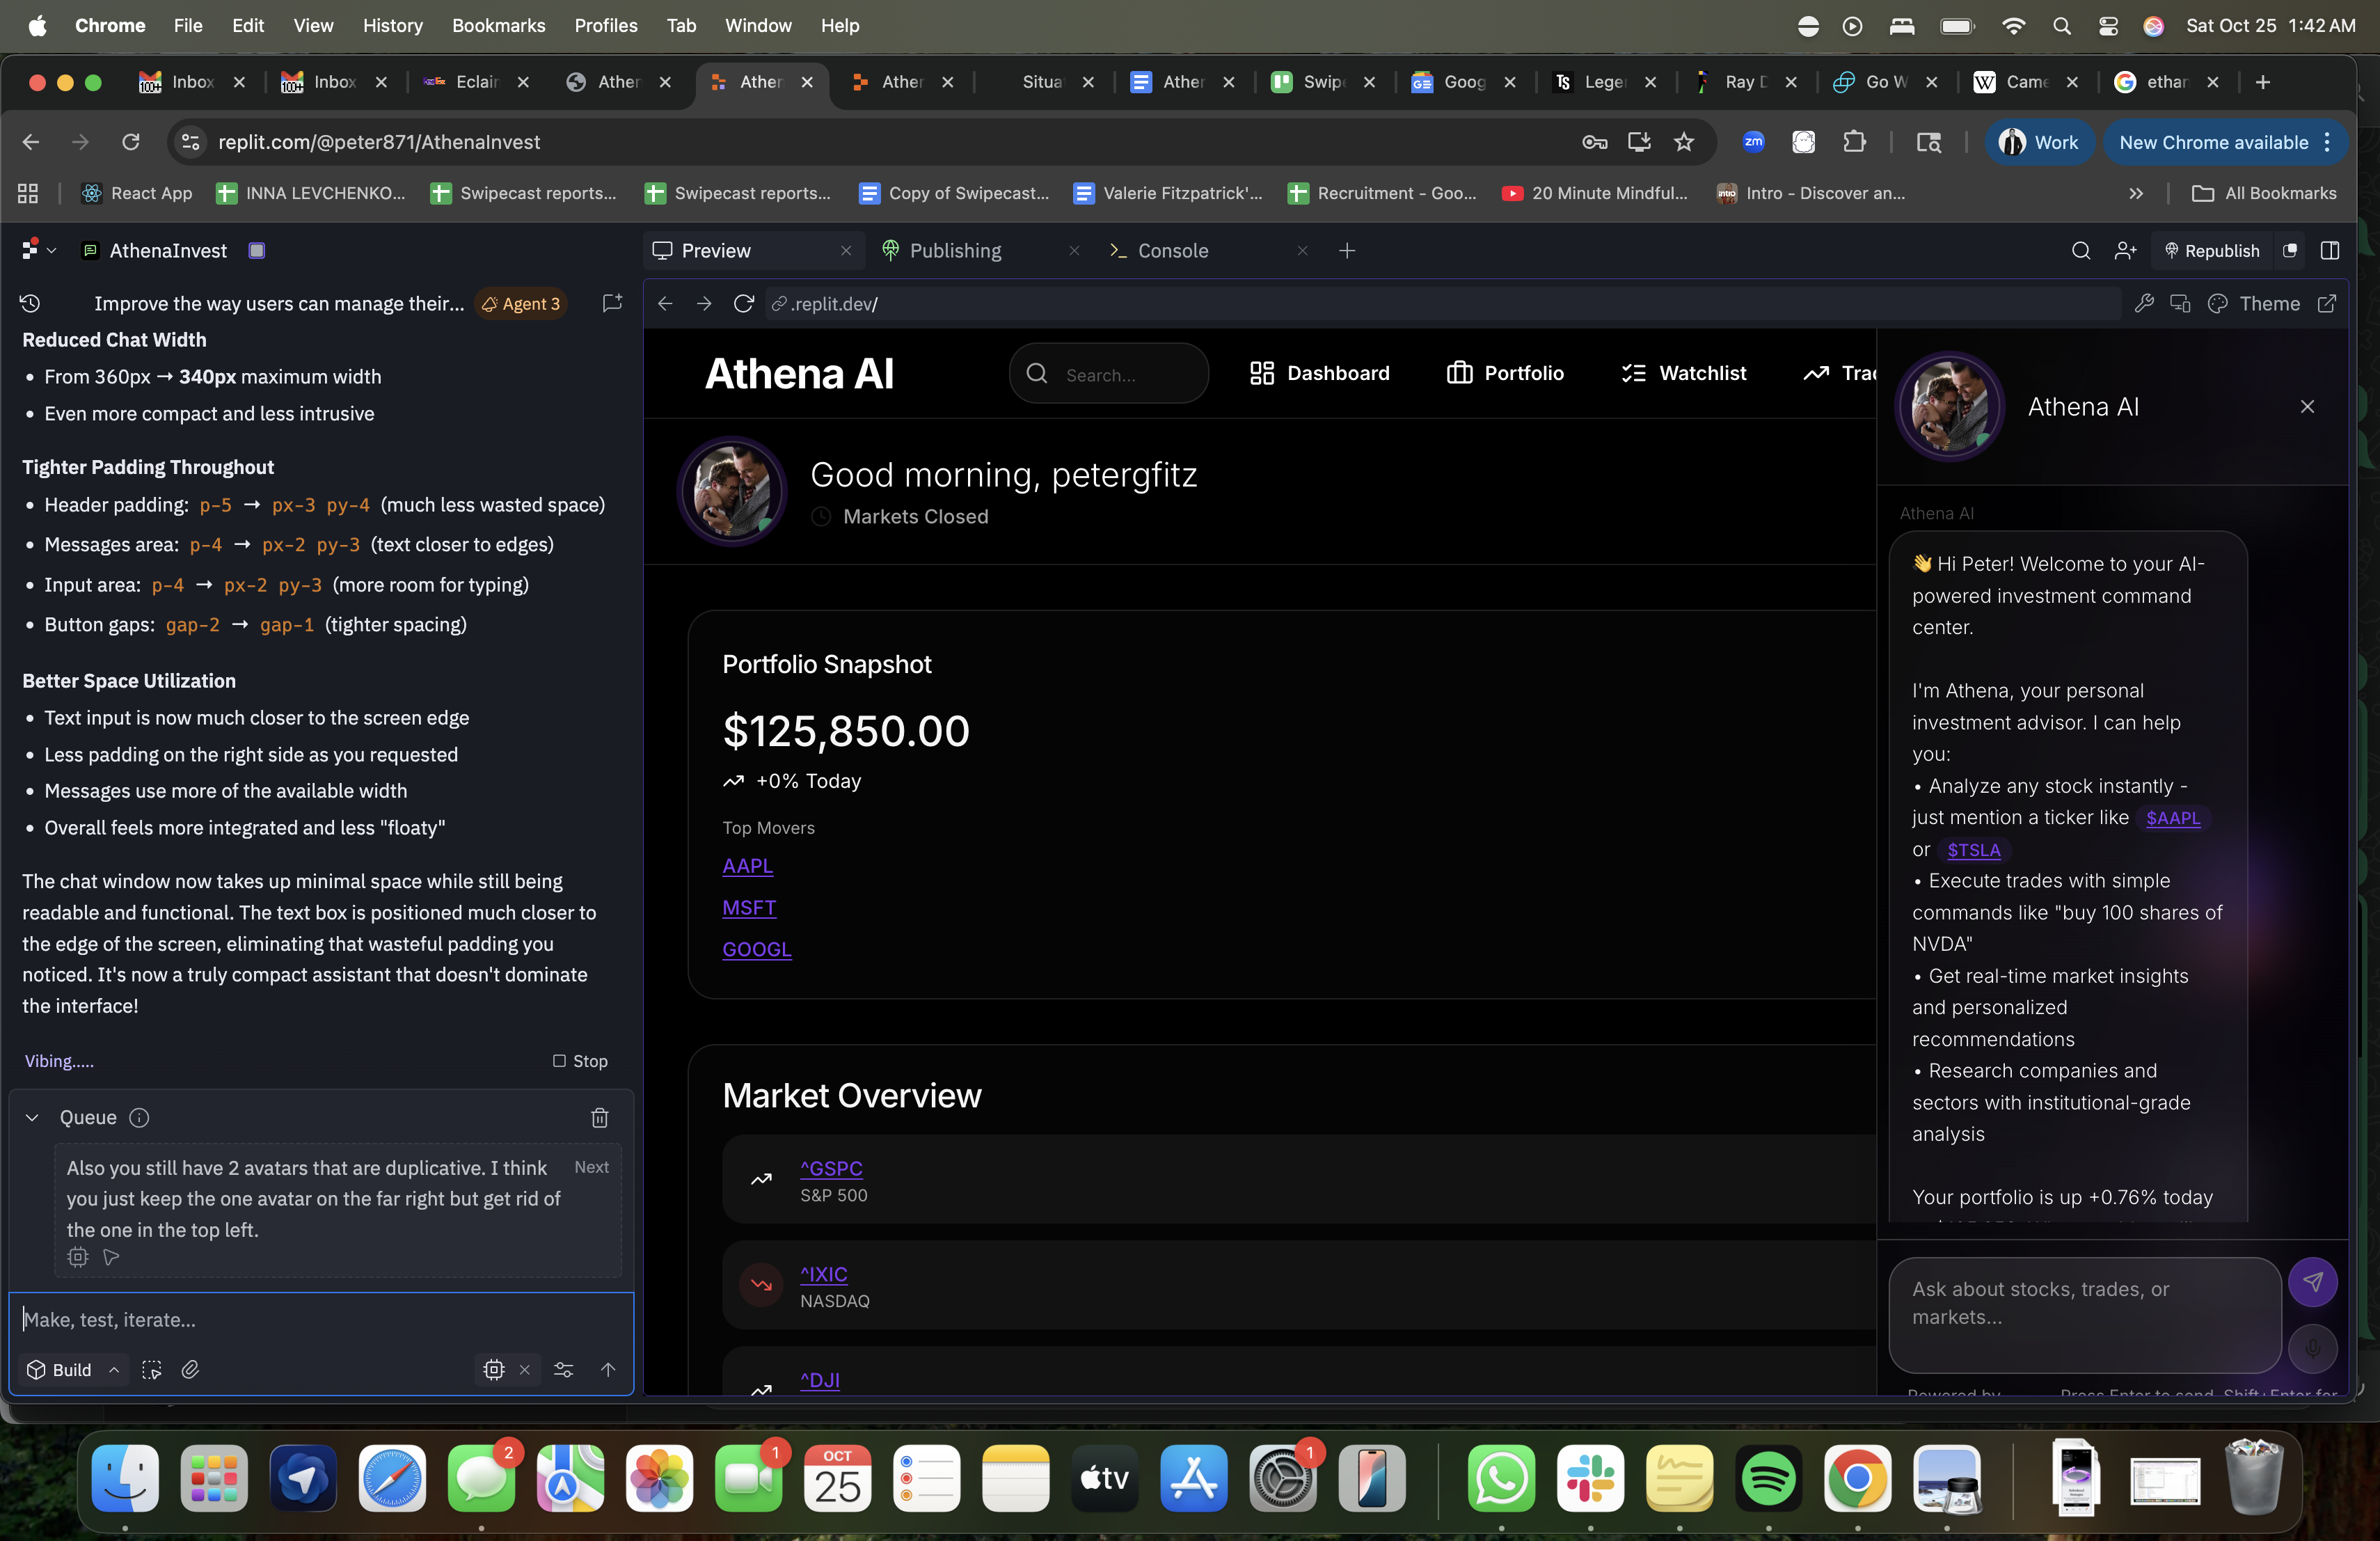 Chrome File Edit View History Bookmarks Profiles Tab Window Help Sat Oct 25 1:42 AM
Inbox Inbox Eclair Ather Ather Ather Situa Ather Swipe Goog Leger Ray D Go W Came ethan
replit.com/@peter871/AthenaInvest Work New Chrome available
React App INNA LEVCHENKO... Swipecast reports... Swipecast reports... Copy of Swipecast... Valerie Fitzpatrick'... Recruitment - Goo... 20 Minute Mindful... Intro - Discover an... All Bookmarks
AthenaInvest
Preview Publishing Console Republish
Improve the way users can manage their... Agent 3
Reduced Chat Width
• From 360px → 340px maximum width
• Even more compact and less intrusive
Tighter Padding Throughout
• Header padding: p-5 → px-3 py-4 (much less wasted space)
• Messages area: p-4 → px-2 py-3 (text closer to edges)
• Input area: p-4 → px-2 py-3 (more room for typing)
• Button gaps: gap-2 → gap-1 (tighter spacing)
Better Space Utilization
• Text input is now much closer to the screen edge
• Less padding on the right side as you requested
• Messages use more of the available width
• Overall feels more integrated and less "floaty"
The chat window now takes up minimal space while still being
readable and functional. The text box is positioned much closer to
the edge of the screen, eliminating that wasteful padding you
noticed. It's now a truly compact assistant that doesn't dominate
the interface!
Vibing..... Stop
Queue
Also you still have 2 avatars that are duplicative. I think Next
you just keep the one avatar on the far right but get rid of
the one in the top left.
Make, test, iterate...
Build
.replit.dev/ Theme
Athena AI Search... Dashboard Portfolio Watchlist Trad
Good morning, petergfitz
Markets Closed
Portfolio Snapshot
$125,850.00
+0% Today
Top Movers
AAPL
MSFT
GOOGL
Market Overview
^GSPC
S&P 500
^IXIC
NASDAQ
^DJI
Athena AI
Athena AI
👋 Hi Peter! Welcome to your AI-
powered investment command
center.
I'm Athena, your personal
investment advisor. I can help
you:
• Analyze any stock instantly -
just mention a ticker like $AAPL
or $TSLA
• Execute trades with simple
commands like "buy 100 shares of
NVDA"
• Get real-time market insights
and personalized
recommendations
• Research companies and
sectors with institutional-grade
analysis
Your portfolio is up +0.76% today
Ask about stocks, trades, or
markets...
Powered by Press Enter to send, Shift+Enter for
2 1 OCT 25 tv 1